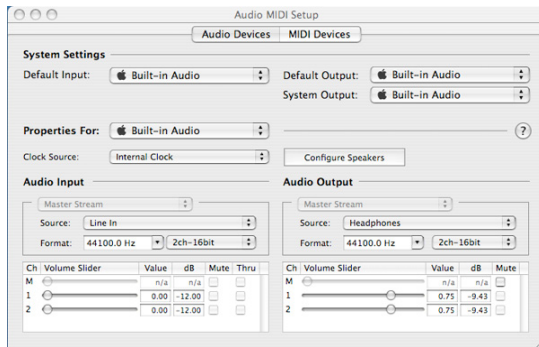 Audio MIDI Setup
Audio Devices MIDI Devices
System Settings
Default Input: Built-in Audio
Default Output: Built-in Audio
System Output: Built-in Audio
Properties For: Built-in Audio ?
Clock Source: Internal Clock
Configure Speakers
Audio Input
Master Stream
Source: Line In
Format: 44100.0 Hz 2ch-16bit
Ch Volume Slider Value dB Mute Thru
M n/a n/a
1 0.00 -12.00
2 0.00 -12.00
Audio Output
Master Stream
Source: Headphones
Format: 44100.0 Hz 2ch-16bit
Ch Volume Slider Value dB Mute
M n/a n/a
1 0.75 -9.43
2 0.75 -9.43